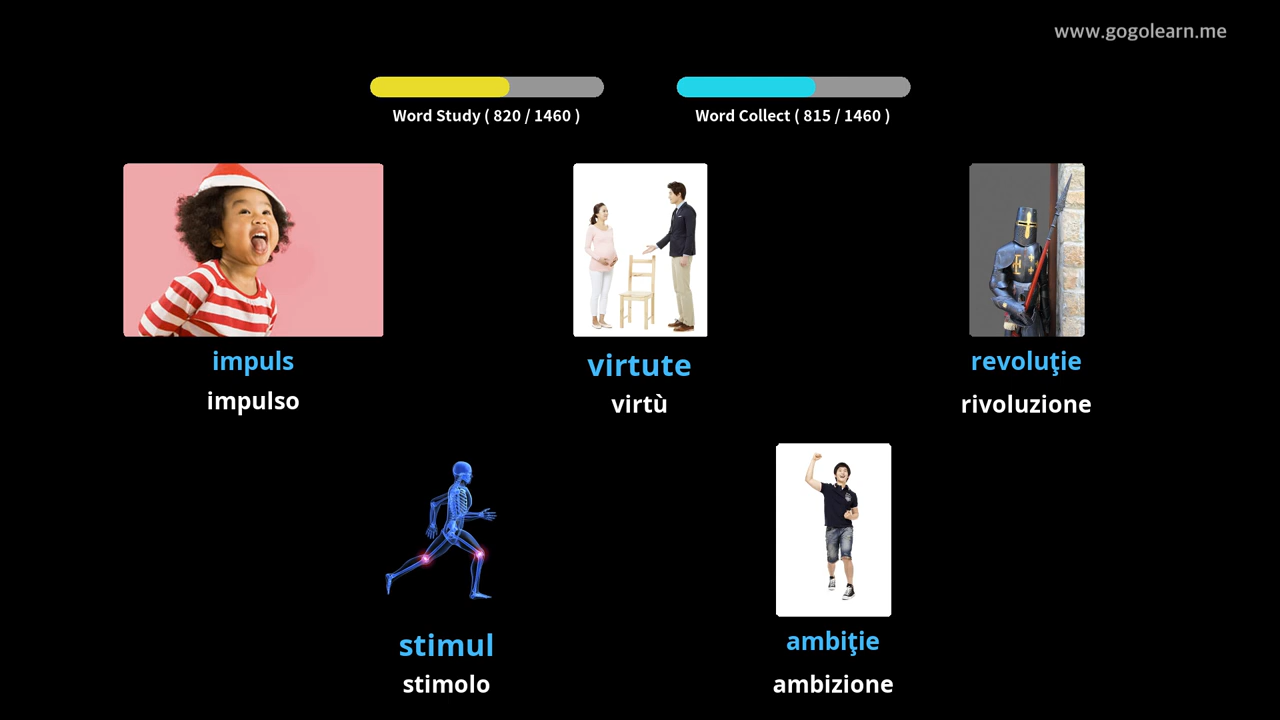 www.gogolearn.me
Word Study ( 820 / 1460 )
Word Collect ( 815 / 1460 )
impuls
impulso
virtute
virtù
revoluţie
rivoluzione
stimul
stimolo
ambiţie
ambizione